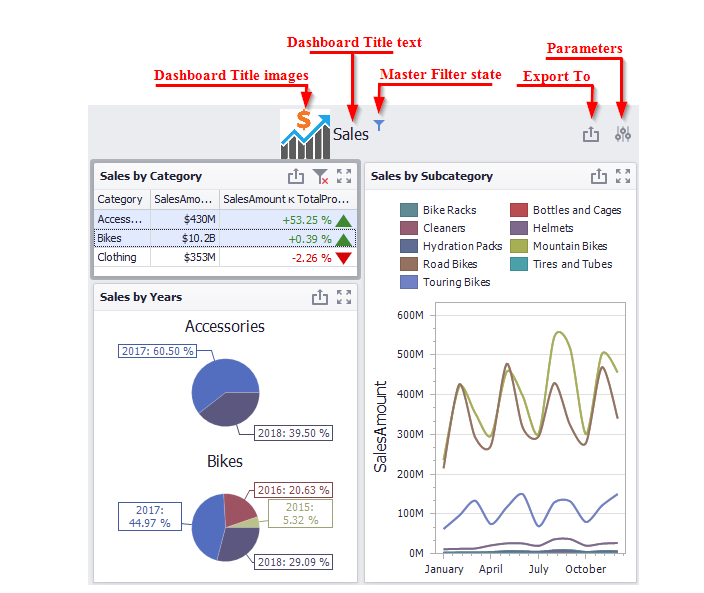 Dashboard Title text
Parameters
Dashboard Title images
Master Filter state
Export To
$
Sales
Sales by Category
Category SalesAmo... SalesAmount к TotalPro...
Access... $430M +53.25 %
Bikes $10.2B +0.39 %
Clothing $353M -2.26 %
Sales by Years
Accessories
2017: 60.50 %
2018: 39.50 %
Bikes
2016: 20.63 %
2015:
5.32 %
2017:
44.97 %
2018: 29.09 %
Sales by Subcategory
Bike Racks Bottles and Cages
Cleaners Helmets
Hydration Packs Mountain Bikes
Road Bikes Tires and Tubes
Touring Bikes
600M
500M
400M
300M
200M
100M
0M
SalesAmount
January April July October